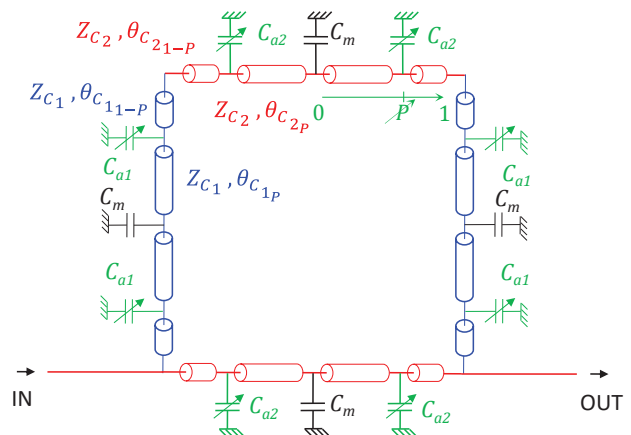 Z_{C_2}, θ_{C_{2_{1-P}}}
C_{a2}
C_m
C_{a2}
Z_{C_1}, θ_{C_{1_{1-P}}}
Z_{C_2}, θ_{C_{2_P}}
0 P 1
C_{a1}
C_{a1}
Z_{C_1}, θ_{C_{1_P}}
C_m
C_m
C_{a1}
C_{a1}
IN
C_{a2}
C_m
C_{a2}
OUT